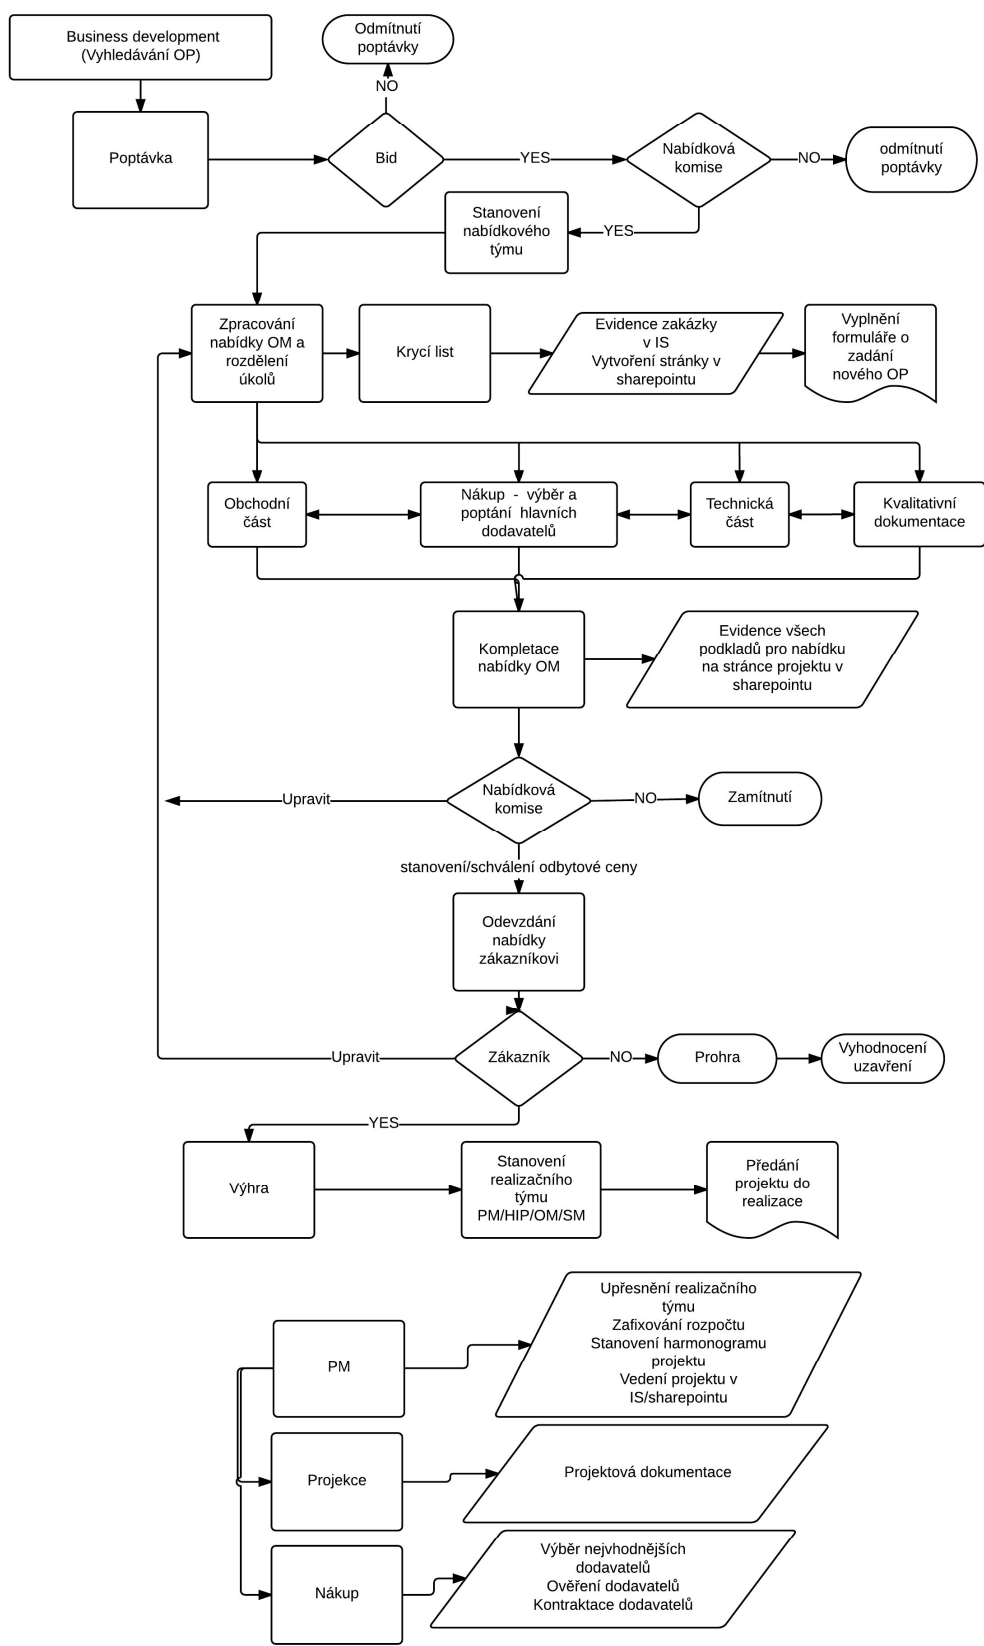 Business development
(Vyhledávání OP)
Odmítnutí
poptávky
NO
Poptávka
Bid
YES
Nabídková
komise
NO
odmítnutí
poptávky
Stanovení
nabídkového
týmu
YES
Zpracování
nabídky OM a
rozdělení
úkolů
Krycí list
Evidence zakázky
v IS
Vytvoření stránky v
sharepointu
Vyplnění
formuláře o
zadání
nového OP
Obchodní
část
Nákup - výběr a
poptání hlavních
dodavatelů
Technická
část
Kvalitativní
dokumentace
Kompletace
nabídky OM
Evidence všech
podkladů pro nabídku
na stránce projektu v
sharepointu
Upravit
Nabídková
komise
NO
Zamítnutí
stanovení/schválení odbytové ceny
Odevzdání
nabídky
zákazníkovi
Upravit
Zákazník
NO
Prohra
Vyhodnocení
uzavření
YES
Výhra
Stanovení
realizačního
týmu
PM/HIP/OM/SM
Předání
projektu do
realizace
PM
Upřesnění realizačního
týmu
Zafixování rozpočtu
Stanovení harmonogramu
projektu
Vedení projektu v
IS/sharepointu
Projekce
Projektová dokumentace
Nákup
Výběr nejvhodnějších
dodavatelů
Ověření dodavatelů
Kontraktace dodavatelů